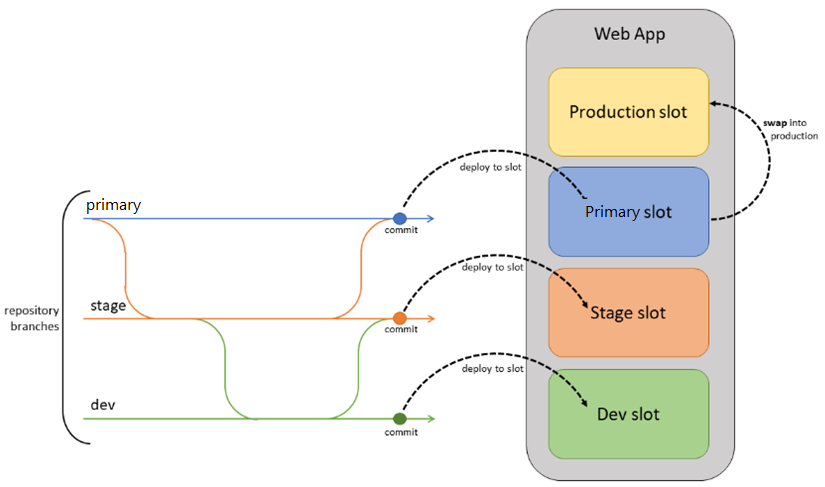 Web App
Production slot
swap into
production
deploy to slot
Primary slot
primary
commit
deploy to slot
stage
Stage slot
repository
branches
commit
deploy to slot
dev
Dev slot
commit